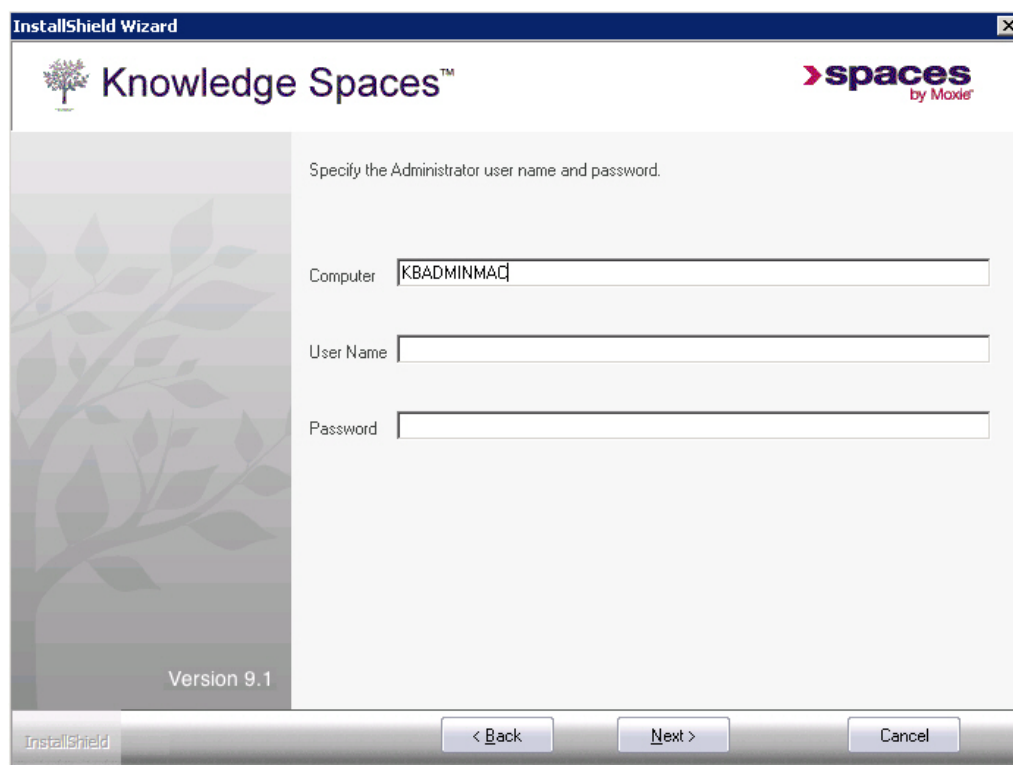 InstallShield Wizard
Knowledge Spaces™
spaces
by Moxie
Specify the Administrator user name and password.
Computer
KBADMINMAC
User Name
Password
Version 9.1
InstallShield
< Back
Next >
Cancel